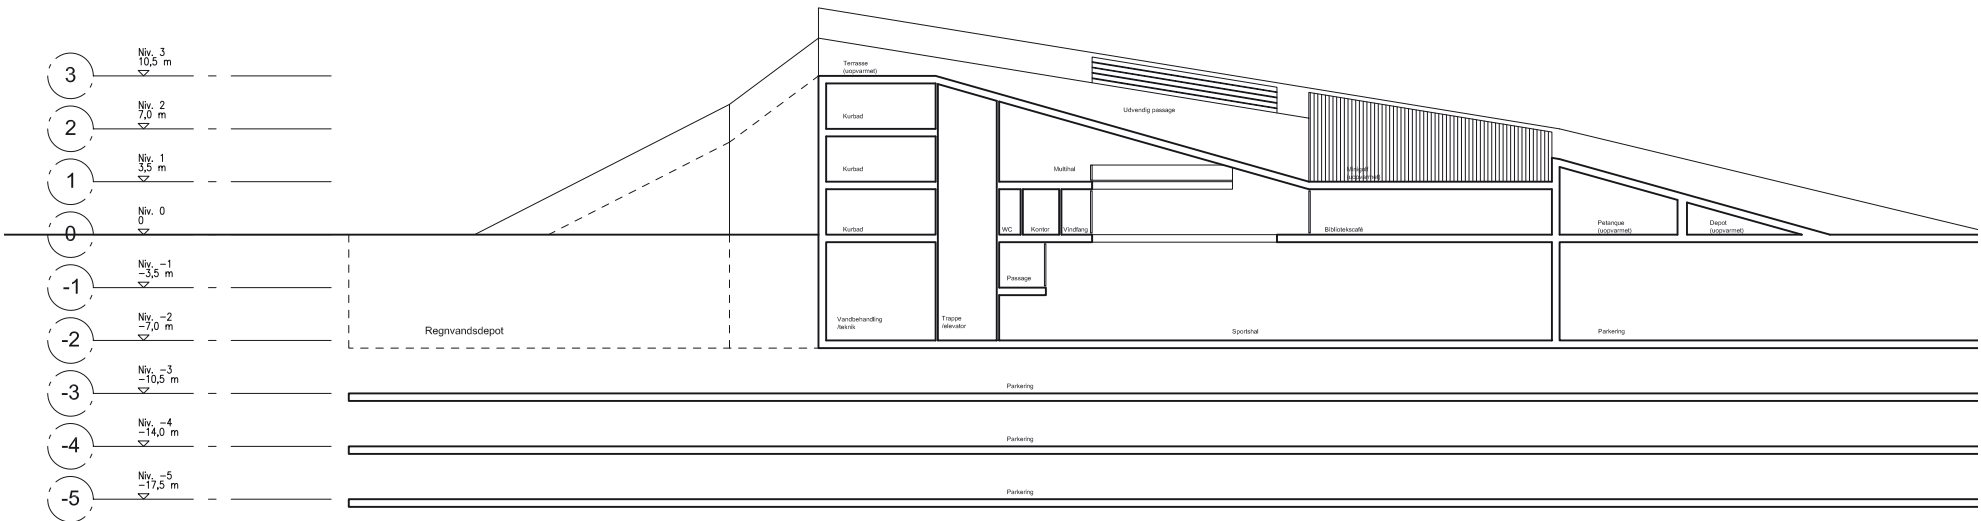 3
Niv. 3
10,5 m
2
Niv. 2
7,0 m
1
Niv. 1
3,5 m
0
Niv. 0
0
-1
Niv. -1
-3,5 m
-2
Niv. -2
-7,0 m
-3
Niv. -3
-10,5 m
-4
Niv. -4
-14,0 m
-5
Niv. -5
-17,5 m
Terrasse
(uopvarmet)
Udvendig passage
Kurbad
Kurbad
Multihal
Minigolf
(uopvarmet)
Kurbad
WC
Kontor
Vindfang
Bibliotekscafé
Petanque
(uopvarmet)
Depot
(uopvarmet)
Passage
Regnvandsdepot
Vandbehandling
/teknik
Trappe
/elevator
Sportshal
Parkering
Parkering
Parkering
Parkering